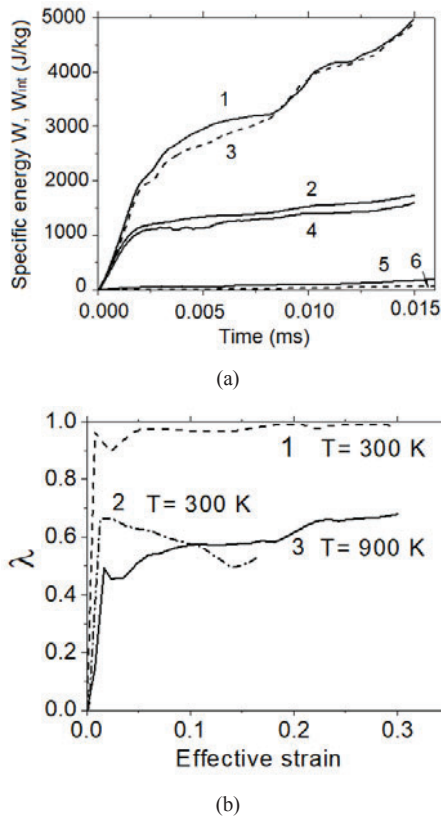 Specific energy W, Wint (J/kg)
5000
4000
3000
2000
1000
0
1
3
2
4
5
6
0.000
0.005
0.010
0.015
Time (ms)
(a)
λ
1.0
0.8
0.6
0.4
0.2
0.0
1 T= 300 K
2 T= 300 K
3 T= 900 K
0.0
0.1
0.2
0.3
Effective strain
(b)